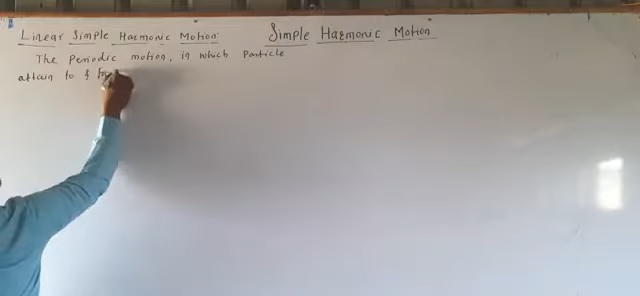 Simple Harmonic Motion
Linear Simple Harmonic Motion:
The periodic motion, in which particle
attain to &